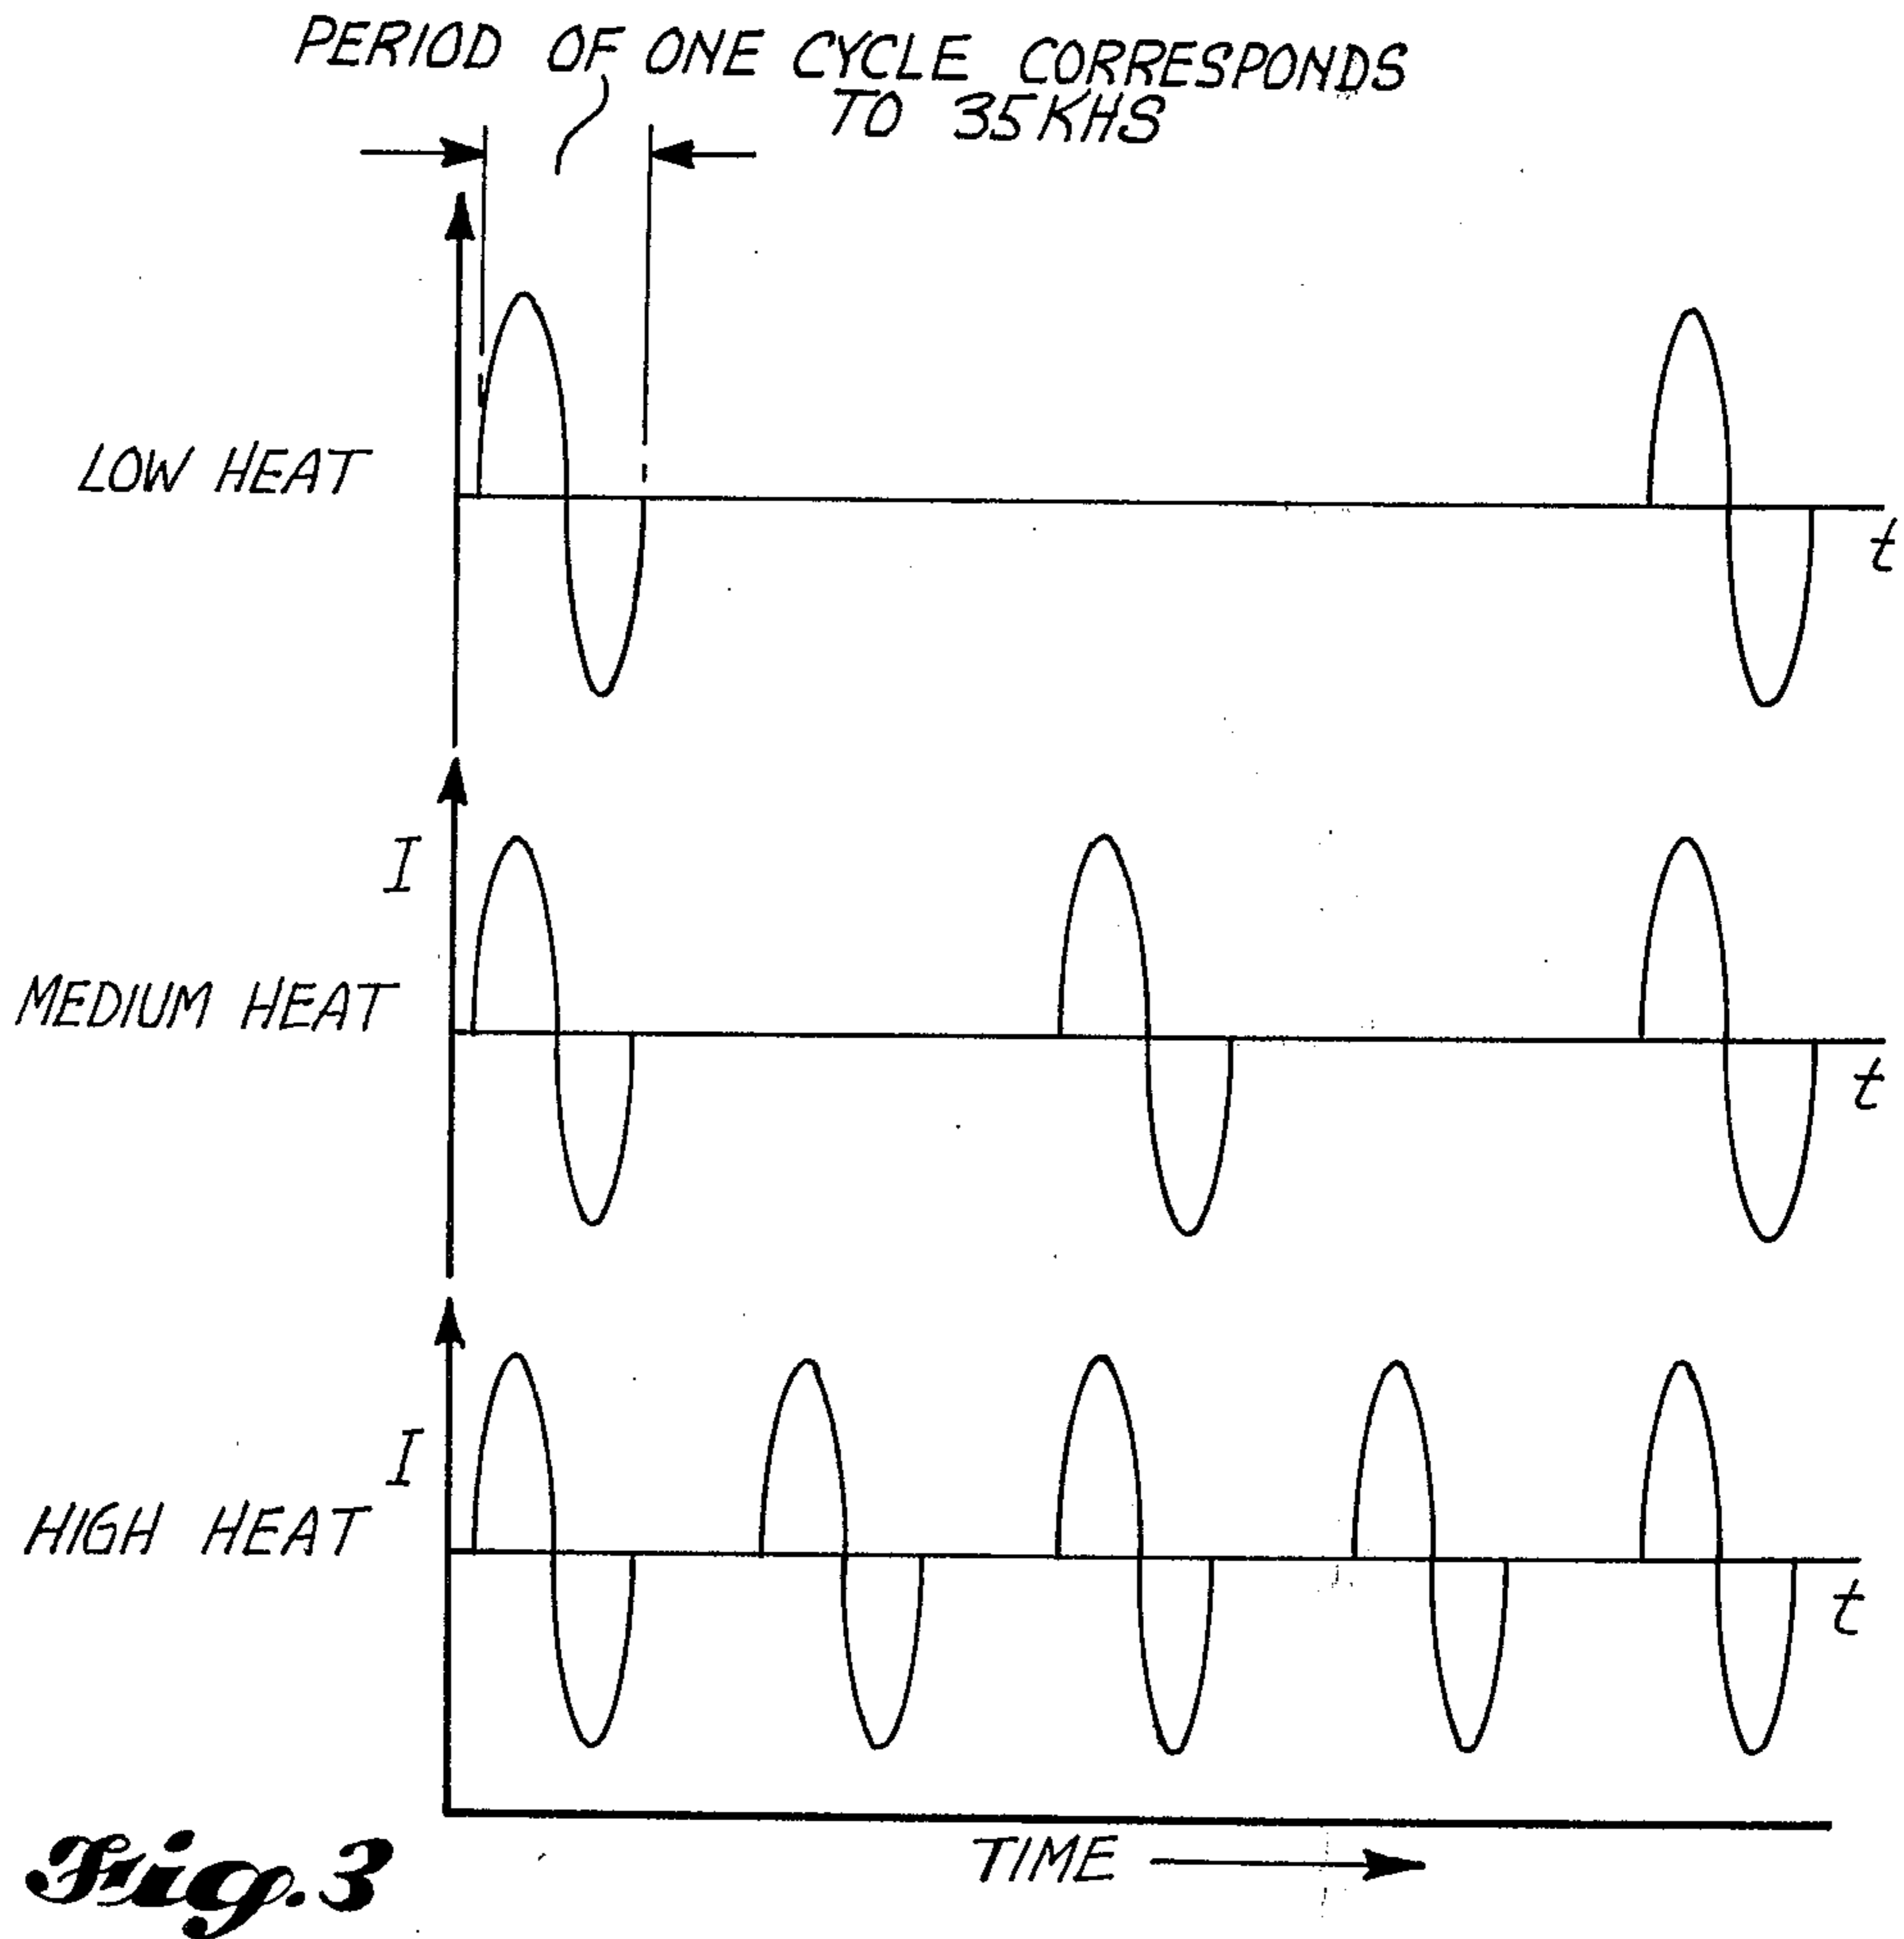 PERIOD OF ONE CYCLE CORRESPONDS
TO 35KHS
LOW HEAT
t
I
MEDIUM HEAT
t
I
HIGH HEAT
t
TIME
Fig. 3